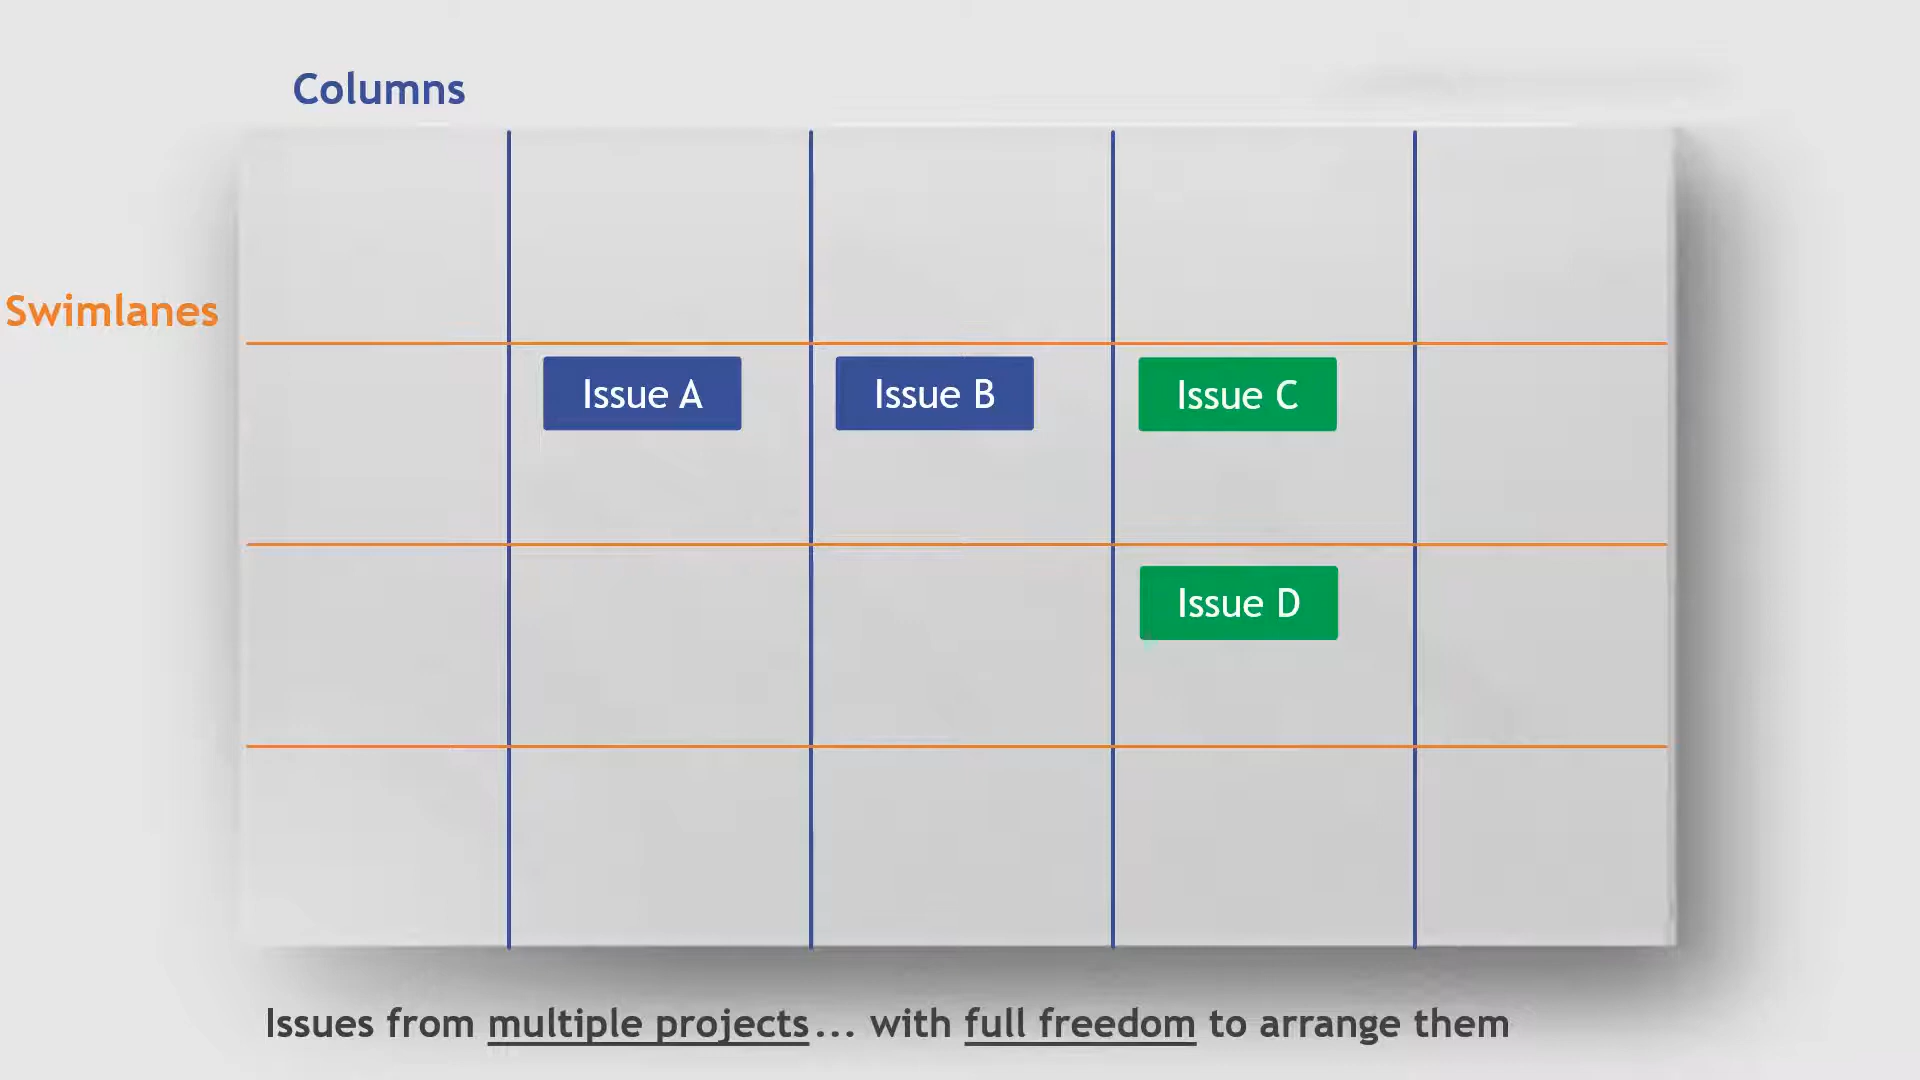 Columns
Swimlanes
Issue A
Issue B
Issue C
Issue D
Issues from multiple projects... with full freedom to arrange them